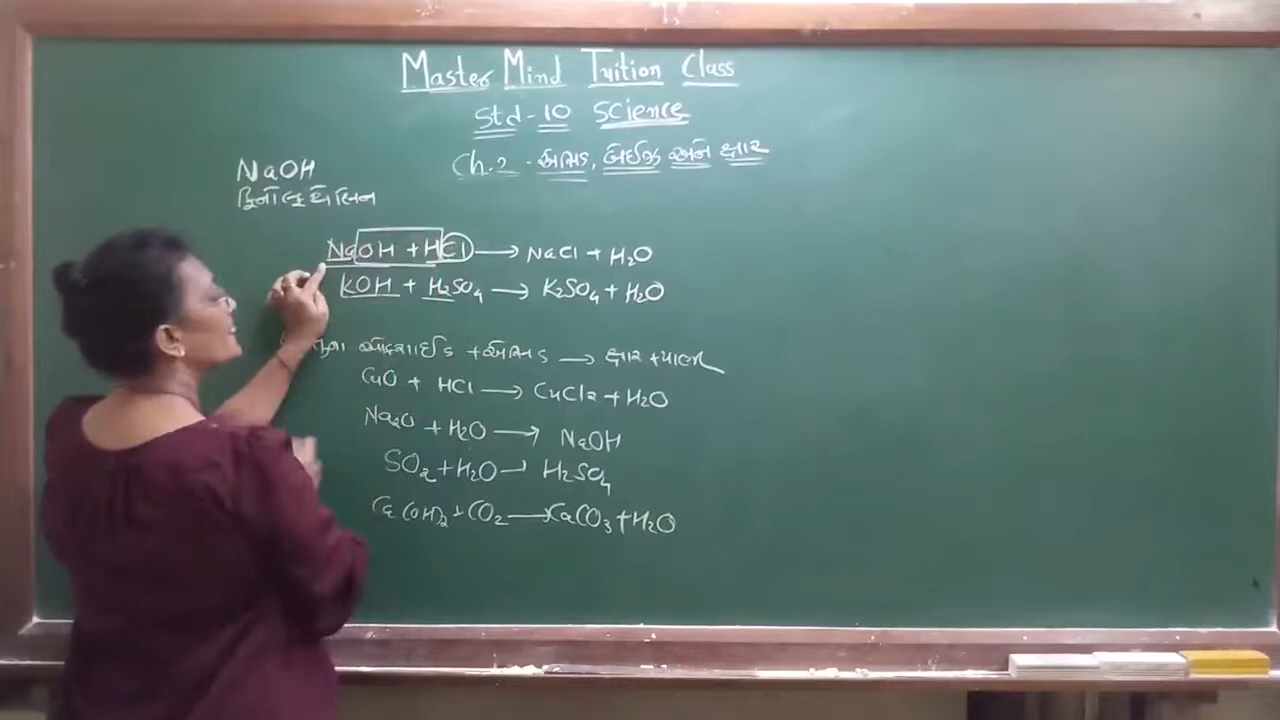 Master Mind Tuition Class
Std-10 Science
Ch.2 - એસિડ, બેઈઝ અને ક્ષાર
NaOH
ફિનોલ્ફથેલિન
NaOH + HCl → NaCl + H₂O
KOH + H₂SO₄ → K₂SO₄ + H₂O
ઓક્સાઈડ + એસિડ → ક્ષાર + પાણી
CuO + HCl → CuCl₂ + H₂O
Na₂O + H₂O → NaOH
SO₂ + H₂O → H₂SO₄
Ca(OH)₂ + CO₂ → CaCO₃ + H₂O